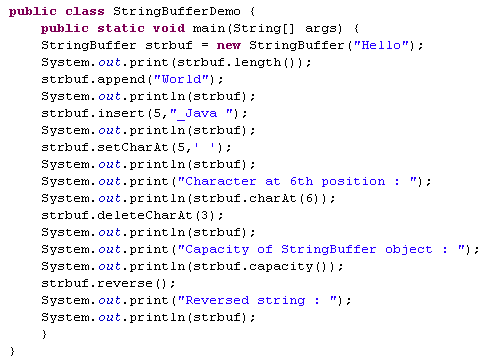 public class StringBufferDemo {
    public static void main(String[] args) {
    StringBuffer strbuf = new StringBuffer("Hello");
    System.out.print(strbuf.length());
    strbuf.append("World");
    System.out.println(strbuf);
    strbuf.insert(5,"_Java ");
    System.out.println(strbuf);
    strbuf.setCharAt(5,' ');
    System.out.println(strbuf);
    System.out.print("Character at 6th position : ");
    System.out.println(strbuf.charAt(6));
    strbuf.deleteCharAt(3);
    System.out.println(strbuf);
    System.out.print("Capacity of StringBuffer object : ");
    System.out.println(strbuf.capacity());
    strbuf.reverse();
    System.out.print("Reversed string : ");
    System.out.println(strbuf);
    }
}